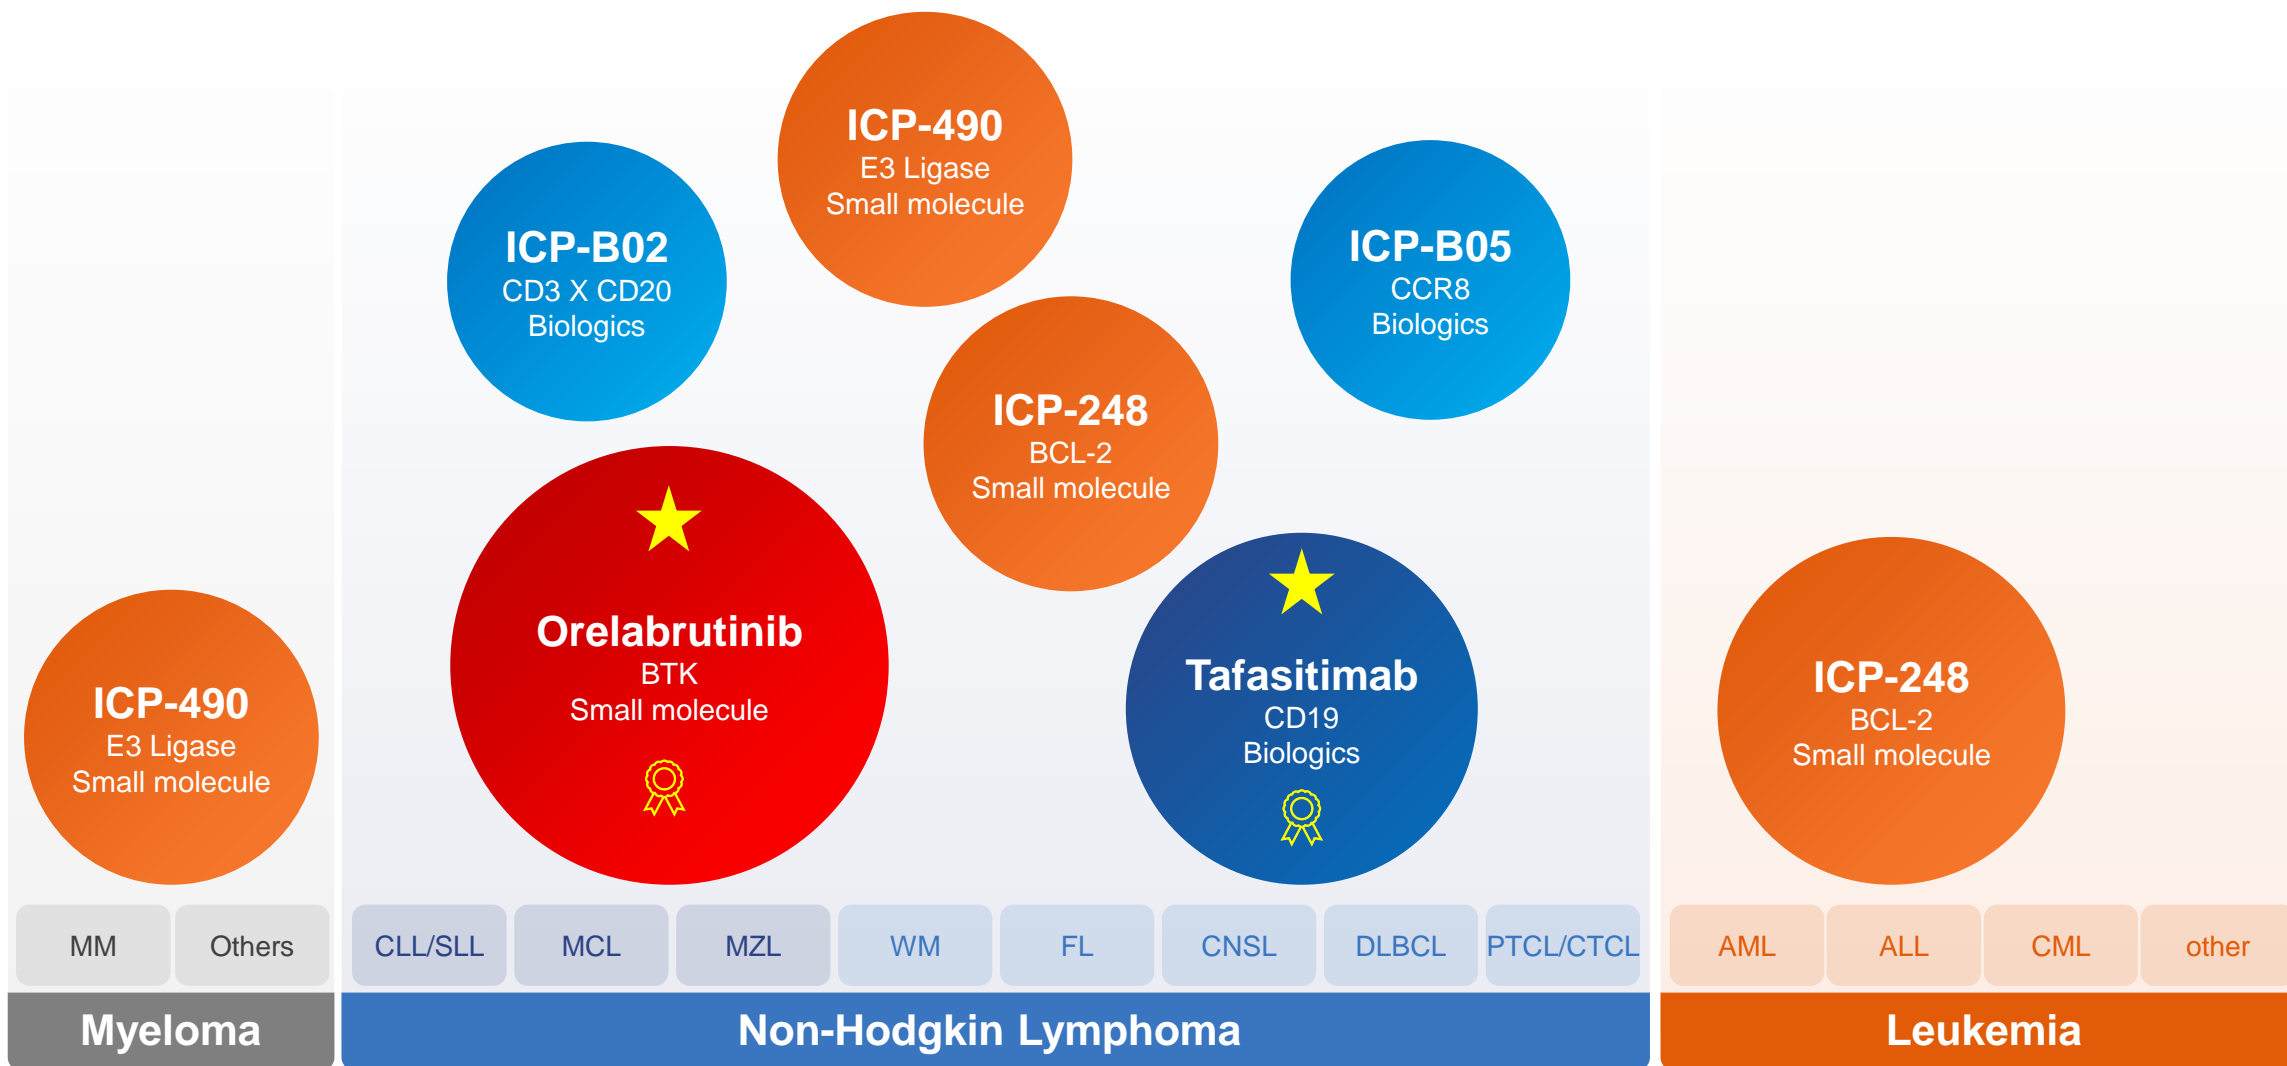 ICP-490
E3 Ligase
Small molecule
ICP-B02
CD3 X CD20
Biologics
ICP-B05
CCR8
Biologics
ICP-248
BCL-2
Small molecule
Orelabrutinib
BTK
Small molecule
Tafasitimab
CD19
Biologics
ICP-490
E3 Ligase
Small molecule
ICP-248
BCL-2
Small molecule
MM
Others
CLL/SLL
MCL
MZL
WM
FL
CNSL
DLBCL
PTCL/CTCL
AML
ALL
CML
other
Myeloma
Non-Hodgkin Lymphoma
Leukemia